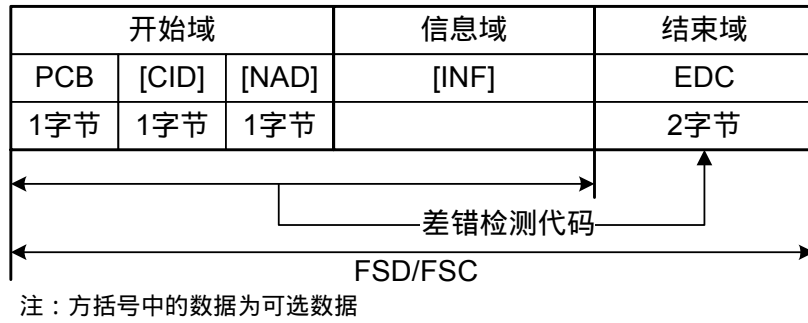 开始域 信息域 结束域
PCB [CID] [NAD] [INF] EDC
1字节 1字节 1字节 2字节
差错检测代码
FSD/FSC
注：方括号中的数据为可选数据